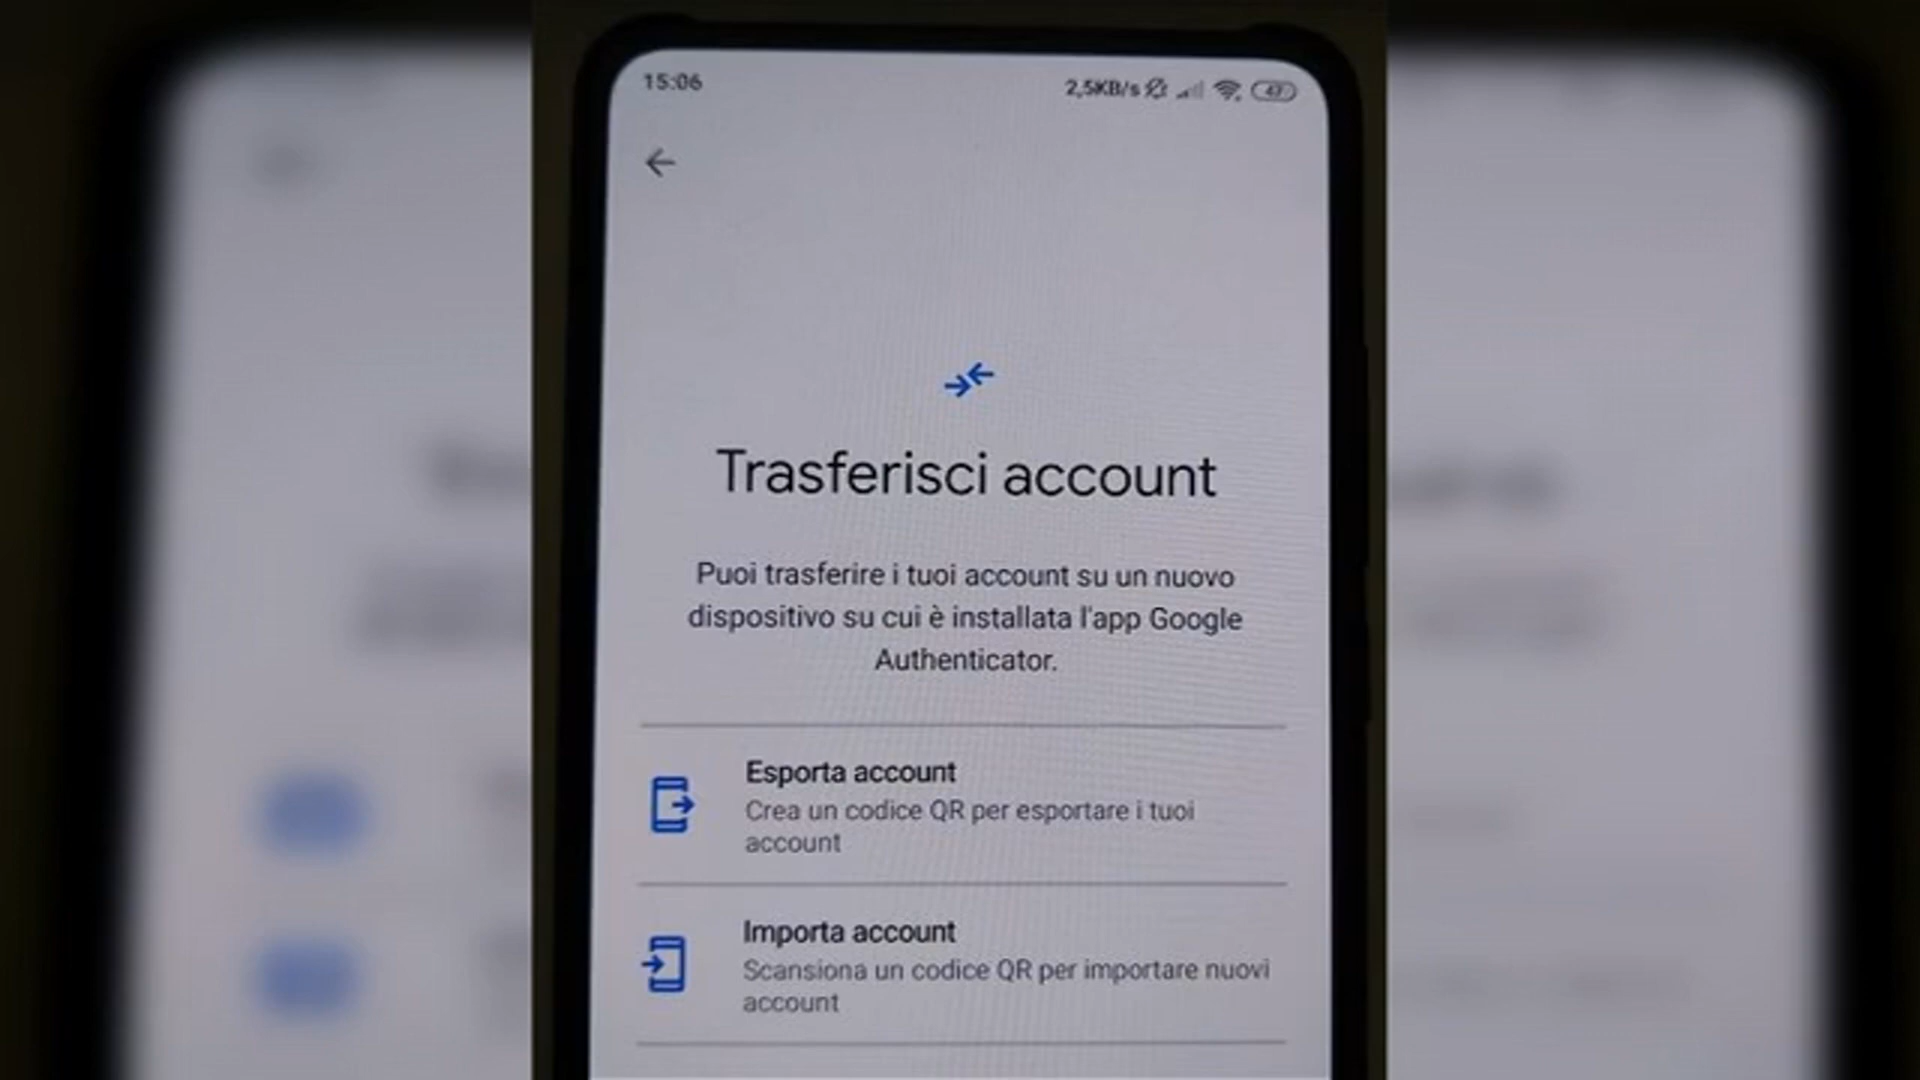 15:06
2,5KB/s
Trasferisci account
Puoi trasferire i tuoi account su un nuovo
dispositivo su cui è installata l'app Google
Authenticator.
Esporta account
Crea un codice QR per esportare i tuoi
account
Importa account
Scansiona un codice QR per importare nuovi
account